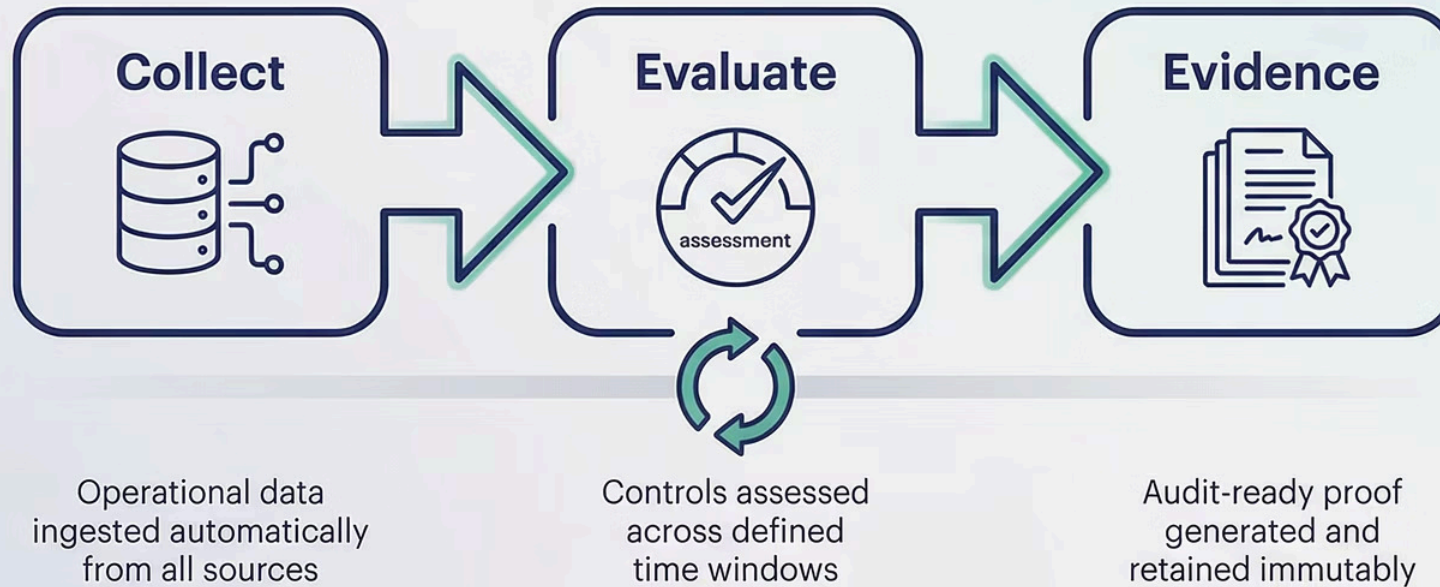 Collect
Evaluate
Evidence
assessment
Operational data
ingested automatically
from all sources
Controls assessed
across defined
time windows
Audit-ready proof
generated and
retained immutably